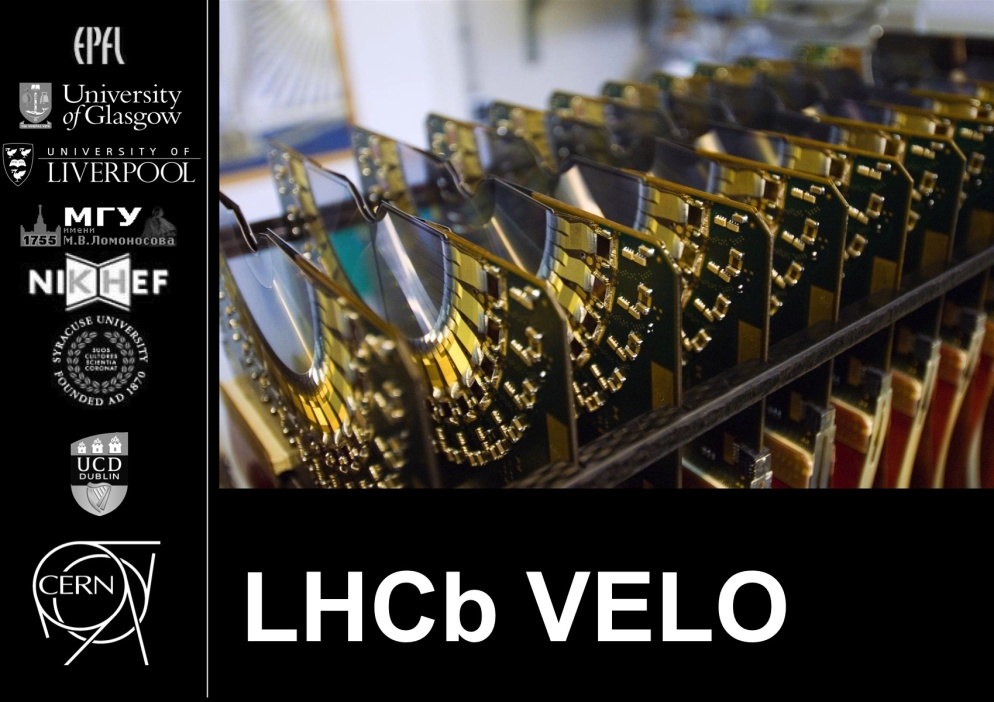 EPFL
University
of Glasgow
UNIVERSITY OF
LIVERPOOL
МГУ
имени
1755 М.В.Ломоносова
NIKHEF
SYRACUSE UNIVERSITY
FOUNDED AD 1870
SUOS
CULTORES
SCIENTIA
CORONAT
UCD
DUBLIN
CERN
LHCb VELO